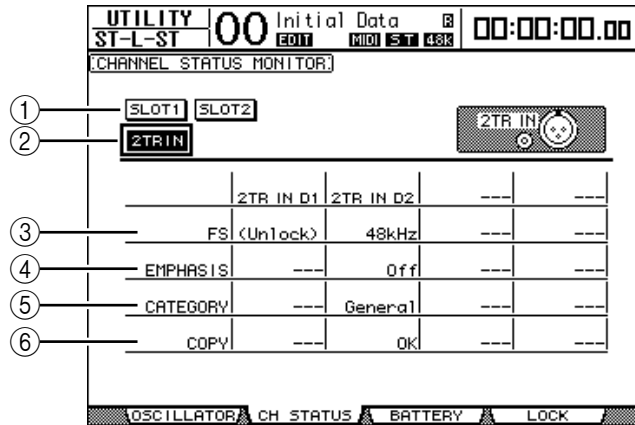 UTILITY 00 Initial Data R 00:00:00.00
ST-L-ST EDIT MIDI ST 48k
CHANNEL STATUS MONITOR
① SLOT1 SLOT2
② 2TRIN 2TR IN
2TR IN D1 2TR IN D2 --- ---
③ FS (Unlock) 48kHz --- ---
④ EMPHASIS --- Off --- ---
⑤ CATEGORY --- General --- ---
⑥ COPY --- OK --- ---
OSCILLATOR CH STATUS BATTERY LOCK